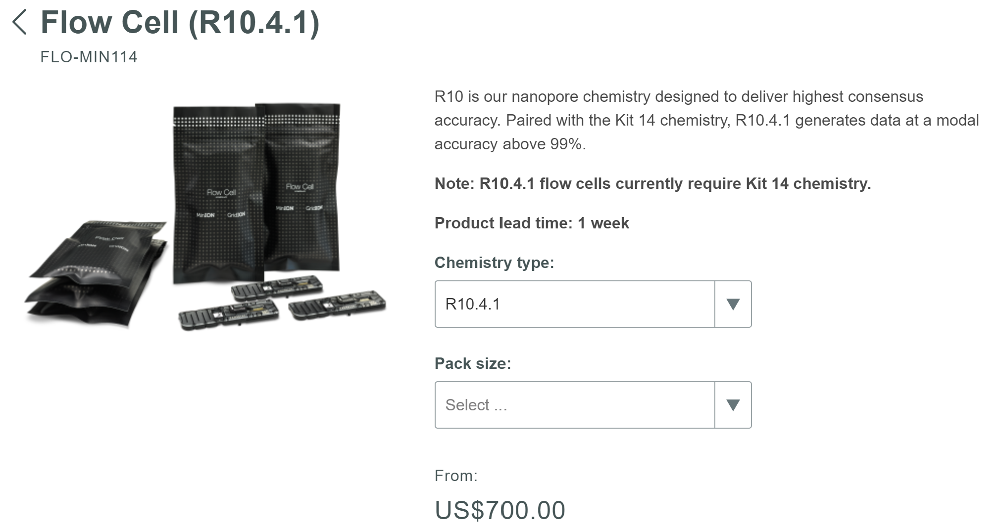 Flow Cell (R10.4.1)
FLO-MIN114
R10 is our nanopore chemistry designed to deliver highest consensus
accuracy. Paired with the Kit 14 chemistry, R10.4.1 generates data at a modal
accuracy above 99%.
Note: R10.4.1 flow cells currently require Kit 14 chemistry.
Product lead time: 1 week
Chemistry type:
R10.4.1
Pack size:
Select ...
From:
US$700.00
Flow Cell
MinION GridION
Flow Cell
MinION GridION